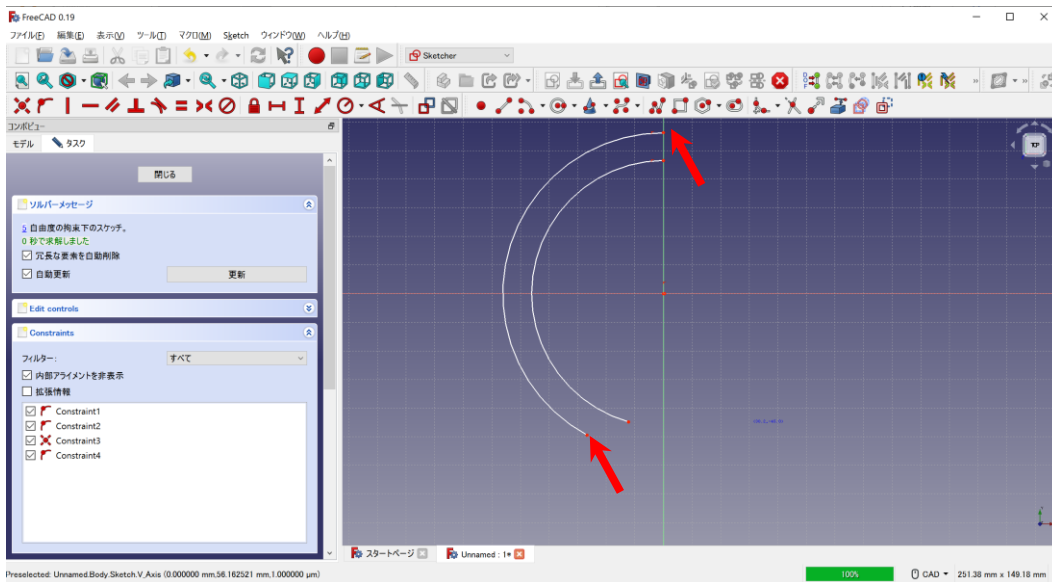 FreeCAD 0.19
ファイル(F) 編集(E) 表示(V) ツール(T) マクロ(M) Sketch ウィンドウ(W) ヘルプ(H)
Sketcher
コンボビュー
モデル タスク
閉じる
ソルバーメッセージ
5 自由度の拘束下のスケッチ。
0 秒で求解しました
冗長な要素を自動削除
自動更新 更新
Edit controls
Constraints
フィルター: すべて
内部アライメントを非表示
拡張情報
Constraint1
Constraint2
Constraint3
Constraint4
TOP
スタートページ Unnamed : 1*
Preselected: Unnamed.Body.Sketch.V_Axis (0.000000 mm,56.162521 mm,1.000000 μm) 100% CAD 251.38 mm x 149.18 mm